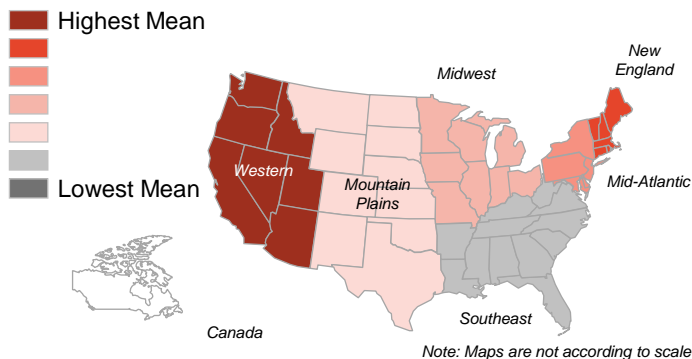 Highest Mean
Lowest Mean
New
England
Midwest
Western
Mountain
Plains
Mid-Atlantic
Southeast
Canada
Note: Maps are not according to scale